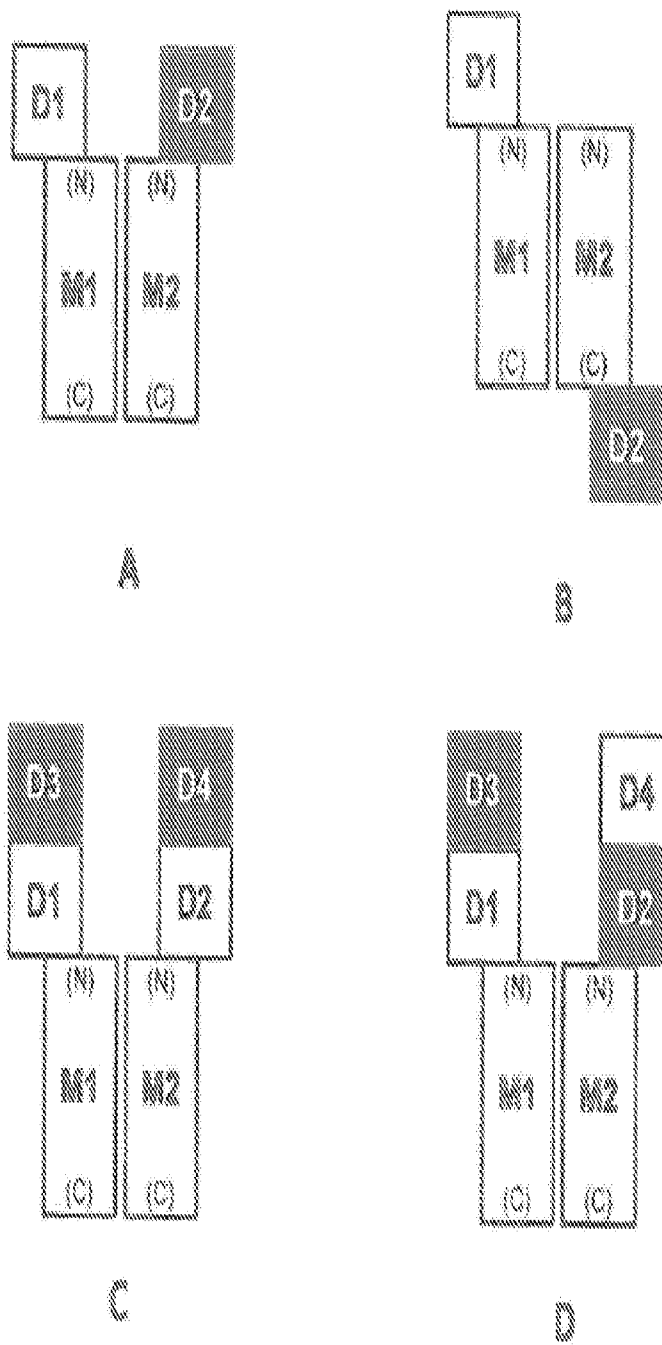 D1 D2
(N) (N)
M1 M2
(C) (C)
A
D1
(N) (N)
M1 M2
(C) (C)
D2
B
D3 D4
D1 D2
(N) (N)
M1 M2
(C) (C)
C
D3 D4
D1 D2
(N) (N)
M1 M2
(C) (C)
D